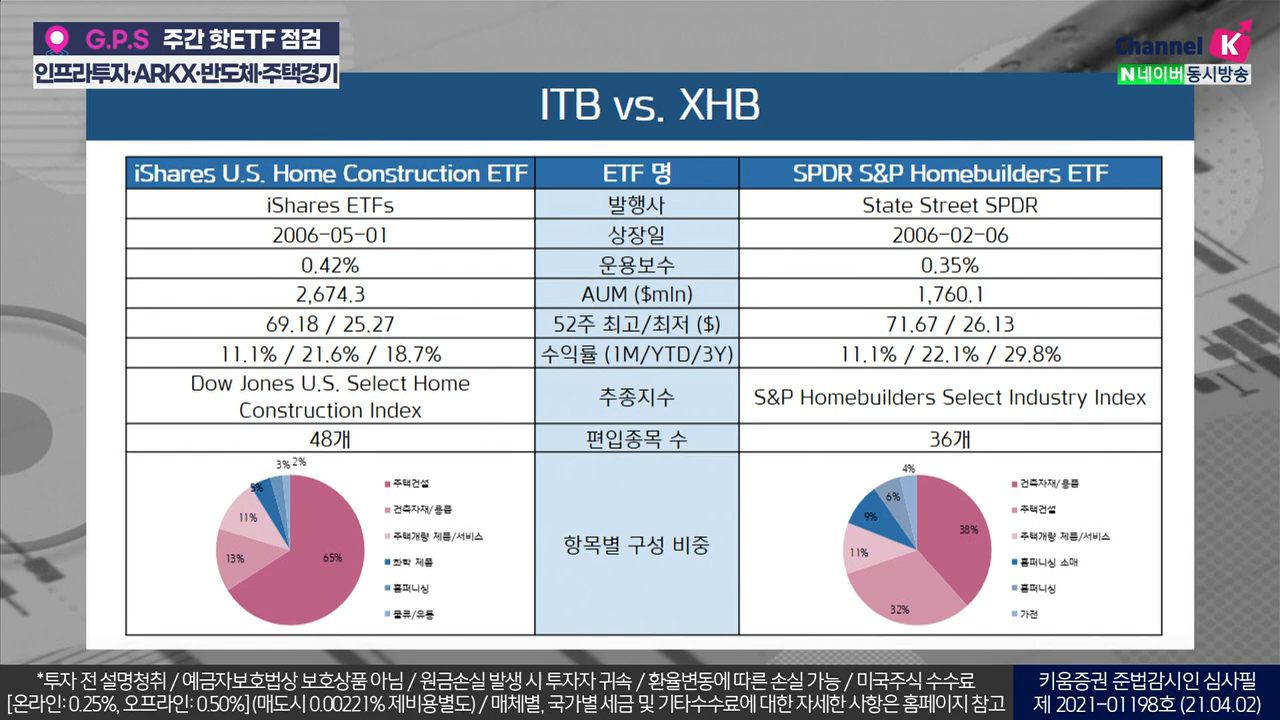 G.P.S 주간 핫ETF 점검
인프라투자·ARKX·반도체·주택경기
Channel K
N 네이버 동시방송
ITB vs. XHB
iShares U.S. Home Construction ETF ETF 명 SPDR S&P Homebuilders ETF
iShares ETFs 발행사 State Street SPDR
2006-05-01 상장일 2006-02-06
0.42% 운용보수 0.35%
2,674.3 AUM ($mln) 1,760.1
69.18 / 25.27 52주 최고/최저 ($) 71.67 / 26.13
11.1% / 21.6% / 18.7% 수익률 (1M/YTD/3Y) 11.1% / 22.1% / 29.8%
Dow Jones U.S. Select Home
Construction Index
추종지수
S&P Homebuilders Select Industry Index
48개 편입종목 수 36개
3% 2%
5%
11%
13%
65%
주택건설
건축자재/용품
주택개량 제품/서비스
화학 제품
홈퍼니싱
물류/유통
항목별 구성 비중
4%
6%
9%
11%
38%
32%
건축자재/용품
주택건설
주택개량 제품/서비스
홈퍼니싱 소매
홈퍼니싱
가전
*투자 전 설명청취 / 예금자보호법상 보호상품 아님 / 원금손실 발생 시 투자자 귀속 / 환율변동에 따른 손실 가능 / 미국주식 수수료
[온라인: 0.25%, 오프라인: 0.50%] (매도시 0.00221% 제비용별도) / 매체별, 국가별 세금 및 기타수수료에 대한 자세한 사항은 홈페이지 참고
키움증권 준법감시인 심사필
제 2021-01198호 (21.04.02)